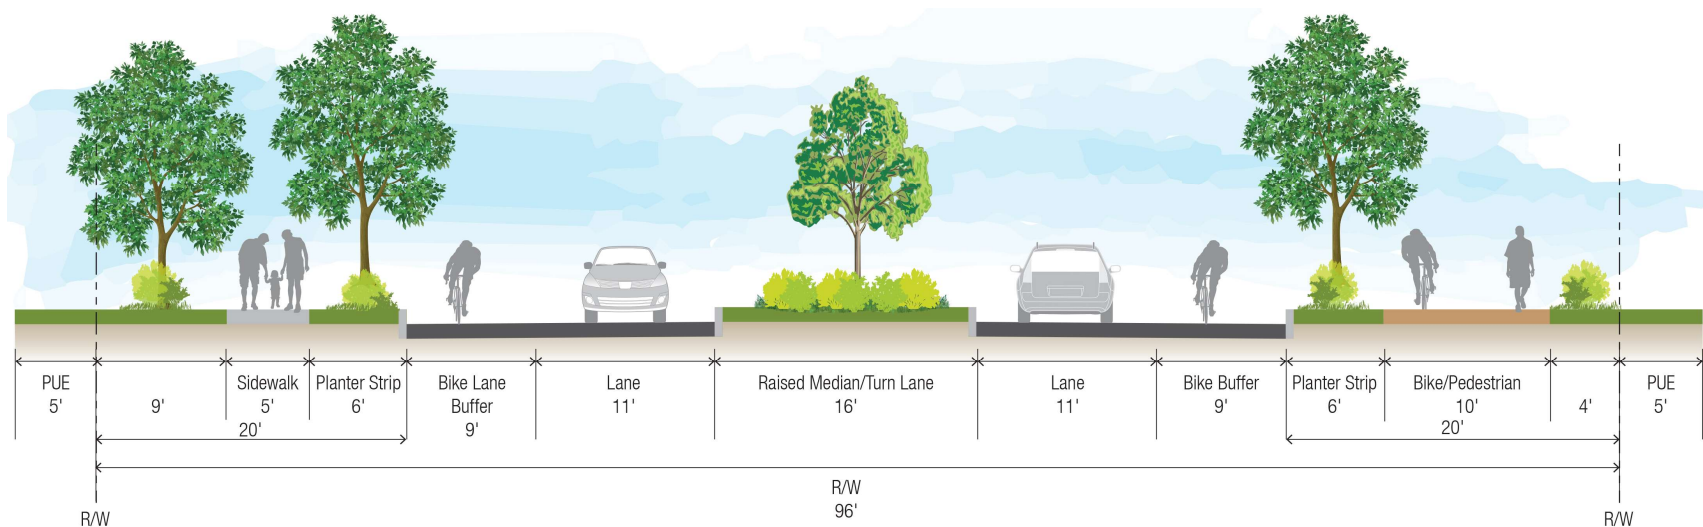 PUE
5'
9'
Sidewalk
5'
Planter Strip
6'
20'
Bike Lane
Buffer
9'
Lane
11'
Raised Median/Turn Lane
16'
Lane
11'
Bike Buffer
9'
Planter Strip
6'
Bike/Pedestrian
10'
4'
20'
PUE
5'
R/W
96'
R/W
R/W